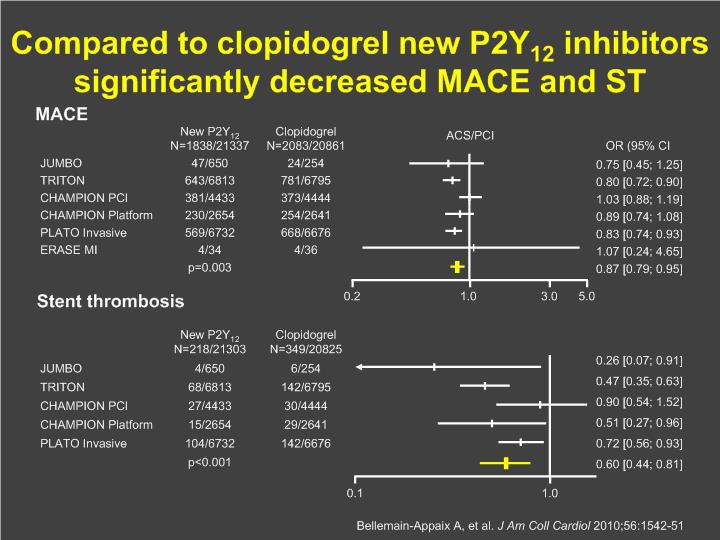 Compared to clopidogrel new P2Y12 inhibitors
significantly decreased MACE and ST
MACE
New P2Y12 Clopidogrel ACS/PCI
N=1838/21337 N=2083/20861 OR (95% CI
JUMBO 47/650 24/254 0.75 [0.45; 1.25]
TRITON 643/6813 781/6795 0.80 [0.72; 0.90]
CHAMPION PCI 381/4433 373/4444 1.03 [0.88; 1.19]
CHAMPION Platform 230/2654 254/2641 0.89 [0.74; 1.08]
PLATO Invasive 569/6732 668/6676 0.83 [0.74; 0.93]
ERASE MI 4/34 4/36 1.07 [0.24; 4.65]
p=0.003 0.87 [0.79; 0.95]
0.2 1.0 3.0 5.0
Stent thrombosis
New P2Y12 Clopidogrel
N=218/21303 N=349/20825
JUMBO 4/650 6/254 0.26 [0.07; 0.91]
TRITON 68/6813 142/6795 0.47 [0.35; 0.63]
CHAMPION PCI 27/4433 30/4444 0.90 [0.54; 1.52]
CHAMPION Platform 15/2654 29/2641 0.51 [0.27; 0.96]
PLATO Invasive 104/6732 142/6676 0.72 [0.56; 0.93]
p<0.001 0.60 [0.44; 0.81]
0.1 1.0
Bellemain-Appaix A, et al. J Am Coll Cardiol 2010;56:1542-51